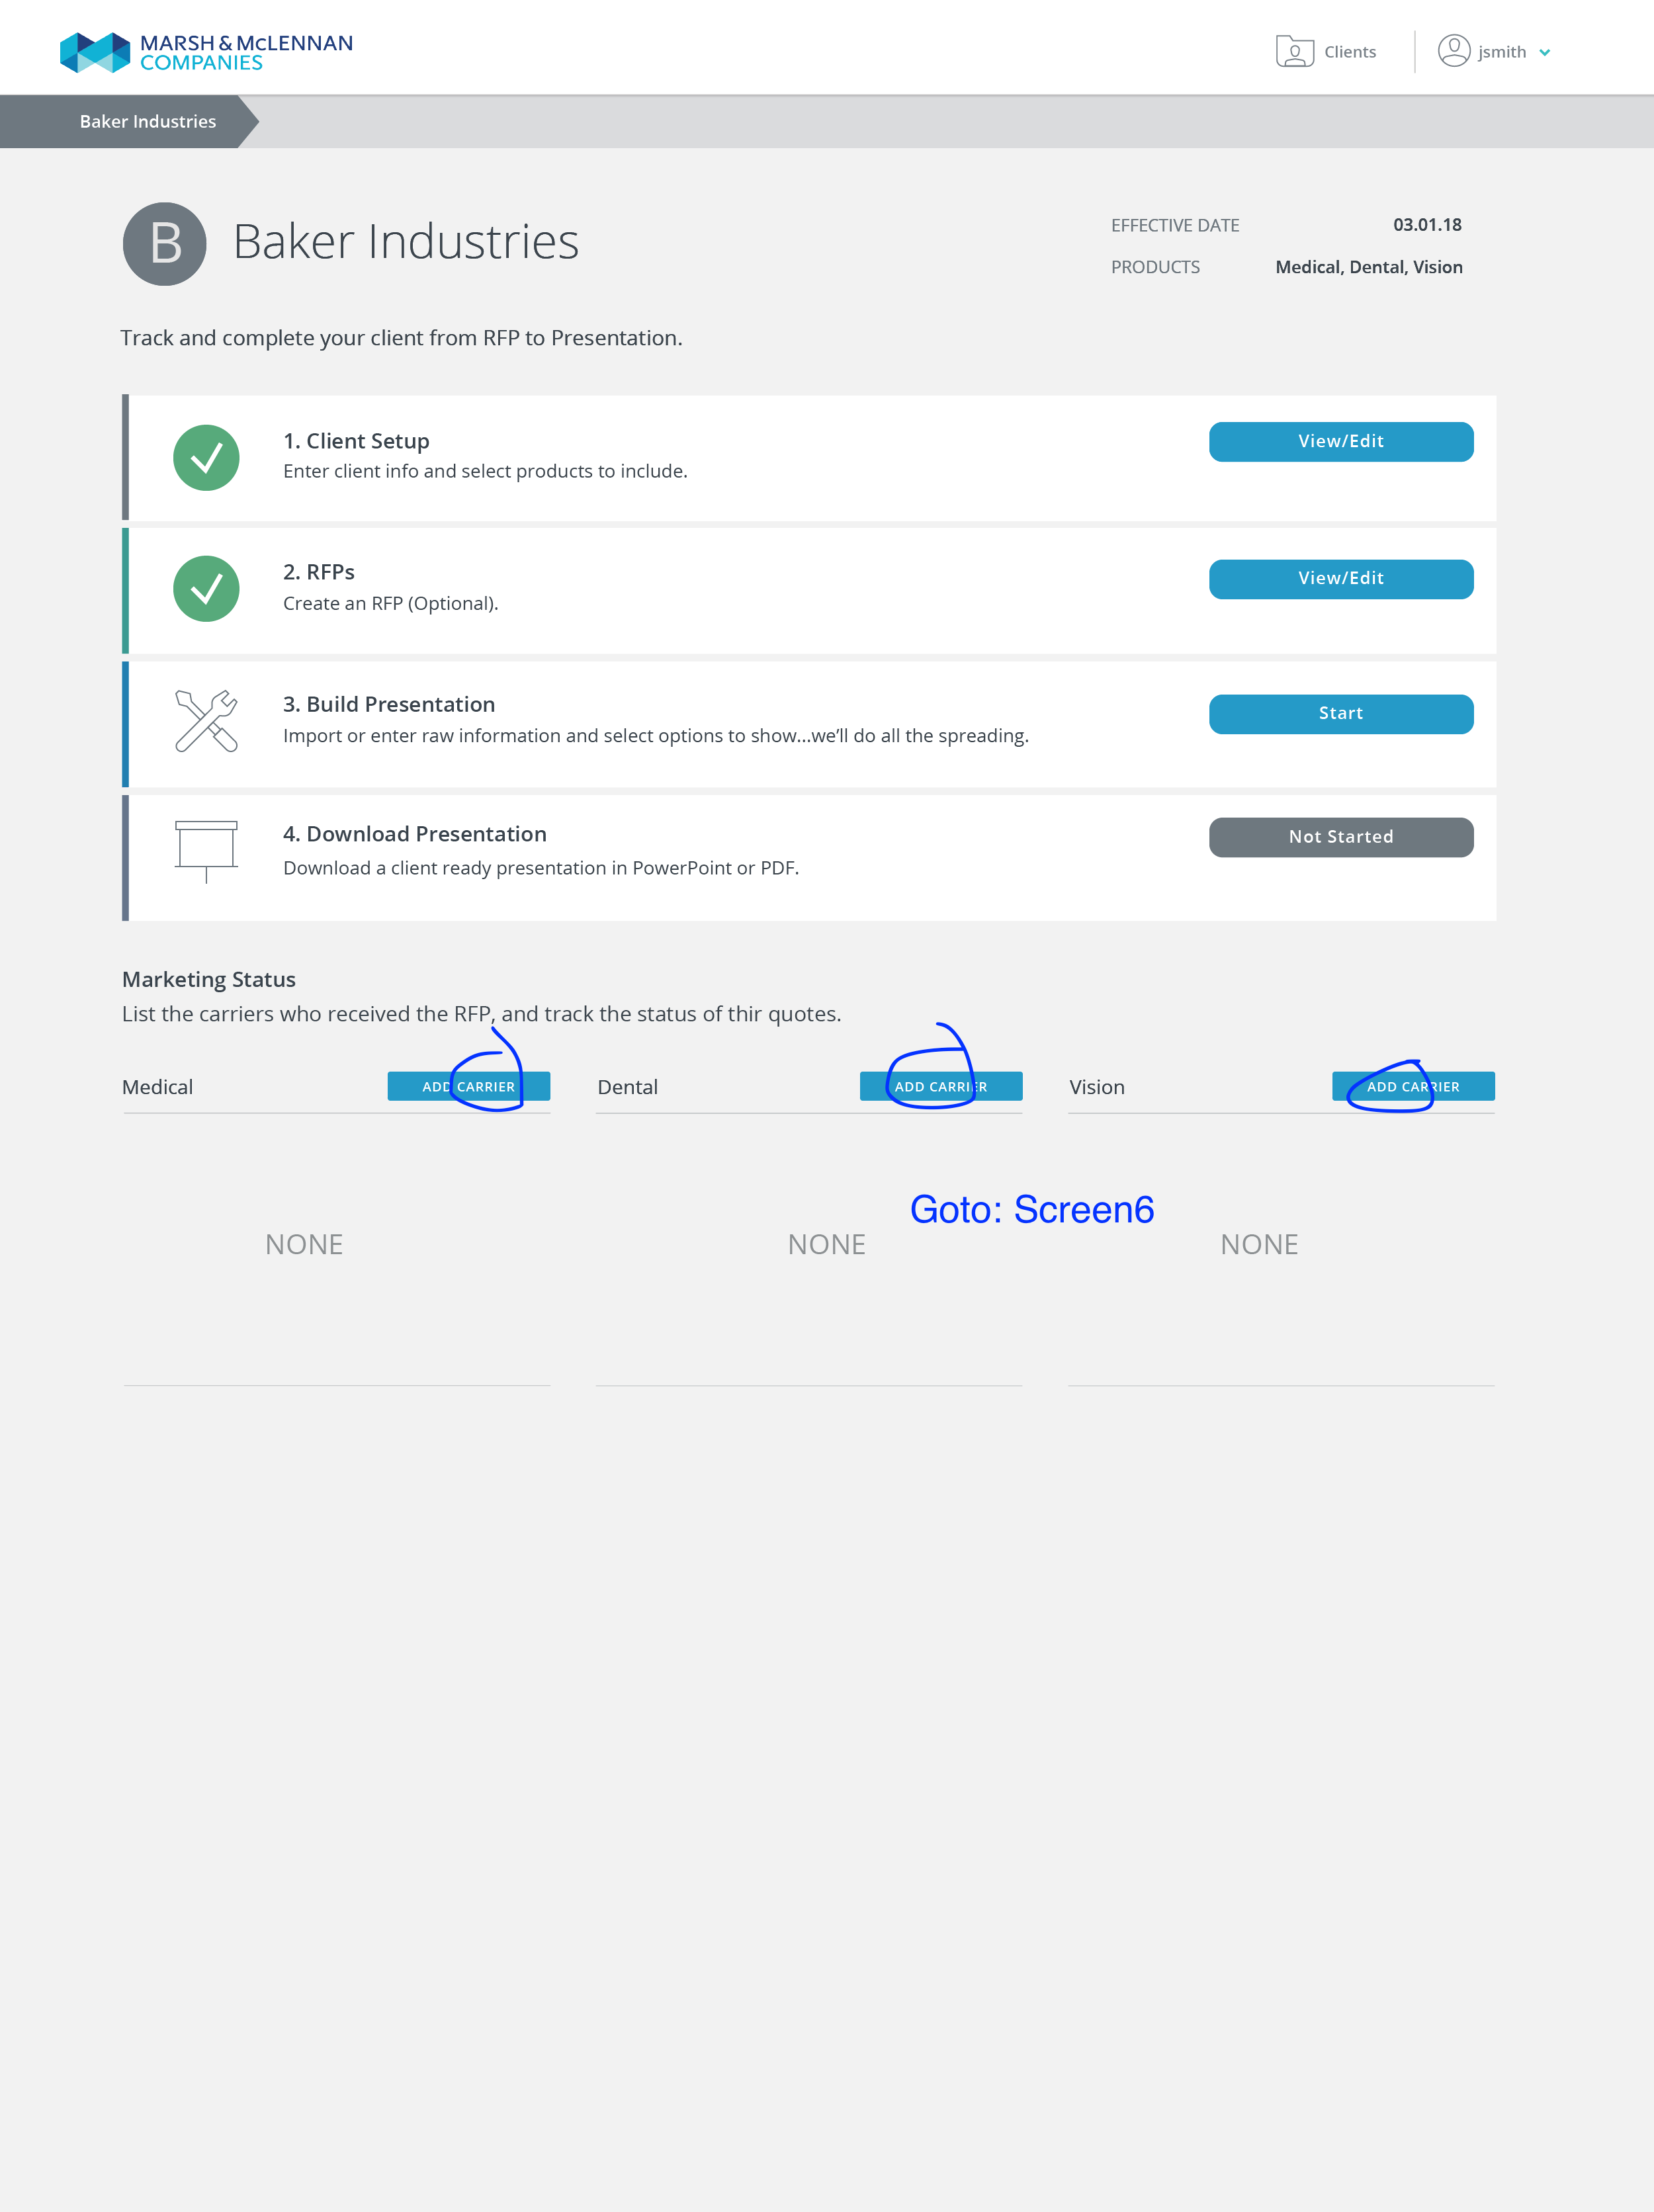 MARSH & McLENNAN
COMPANIES
Clients
jsmith
Baker Industries
B
Baker Industries
EFFECTIVE DATE 03.01.18
PRODUCTS Medical, Dental, Vision
Track and complete your client from RFP to Presentation.
1. Client Setup
Enter client info and select products to include.
View/Edit
2. RFPs
Create an RFP (Optional).
View/Edit
3. Build Presentation
Import or enter raw information and select options to show...we'll do all the spreading.
Start
4. Download Presentation
Download a client ready presentation in PowerPoint or PDF.
Not Started
Marketing Status
List the carriers who received the RFP, and track the status of thir quotes.
Medical ADD CARRIER
Dental ADD CARRIER
Vision ADD CARRIER
Goto: Screen6
NONE
NONE
NONE